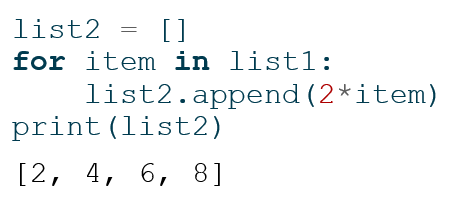 list2 = []
for item in list1:
    list2.append(2*item)
print(list2)
[2, 4, 6, 8]